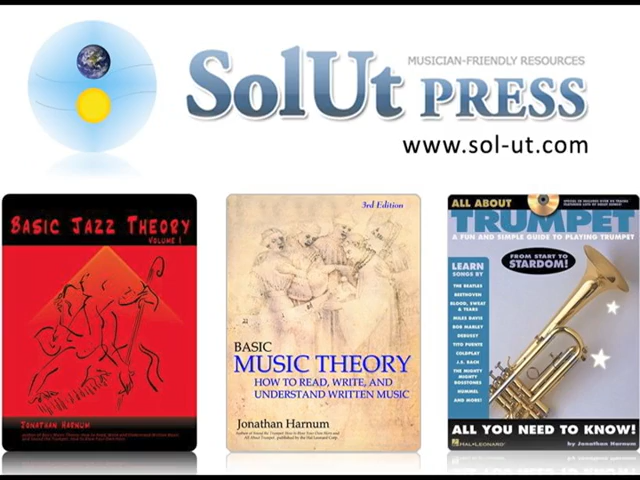 MUSICIAN-FRIENDLY RESOURCES
SolUt PRESS
www.sol-ut.com
BASIC JAZZ THEORY
VOLUME 1
JONATHAN HARNUM
3rd Edition
BASIC
MUSIC THEORY
HOW TO READ, WRITE, AND
UNDERSTAND WRITTEN MUSIC
Jonathan Harnum
ALL ABOUT
TRUMPET
A FUN AND SIMPLE GUIDE TO PLAYING TRUMPET
FROM START TO
STARDOM!
LEARN
SONGS BY
THE BEATLES
BEETHOVEN
BLOOD, SWEAT
& TEARS
MILES DAVIS
BOB MARLEY
DEBUSSY
TITO PUENTE
COLDPLAY
J.S. BACH
THE MIGHTY
MIGHTY
BOSSTONES
HUMMEL
AND MORE!
ALL YOU NEED TO KNOW!
HAL•LEONARD
by Jonathan Harnum